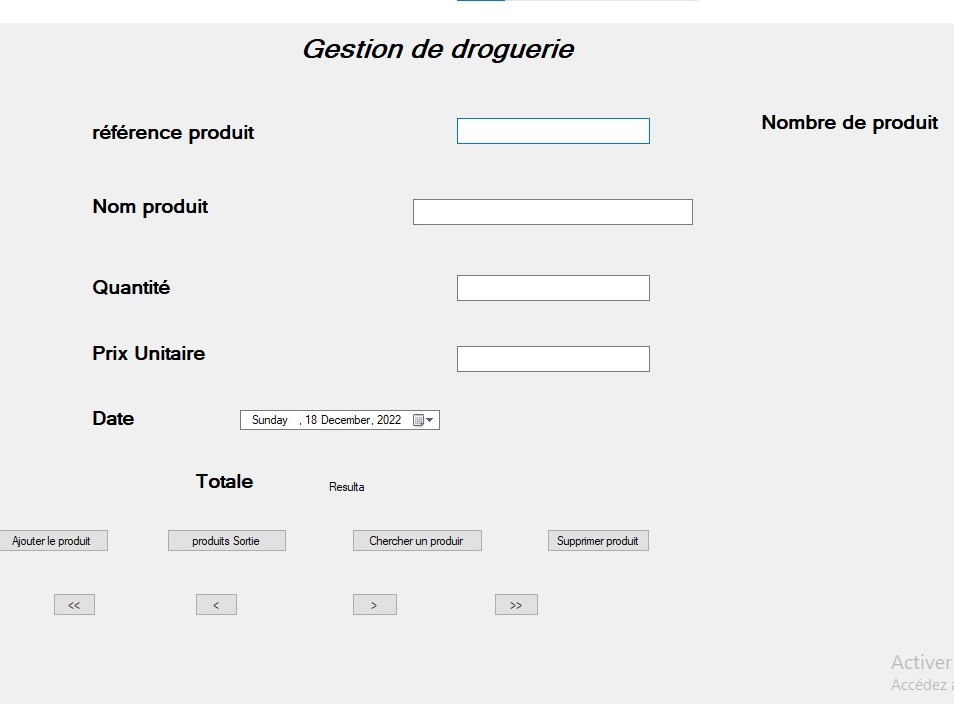 Gestion de droguerie
référence produit
Nombre de produit
Nom produit
Quantité
Prix Unitaire
Date
Sunday , 18 December, 2022
Totale
Resulta
Ajouter le produit
produits Sortie
Chercher un produir
Supprimer produit
<<
<
>
>>
Activer
Accédez